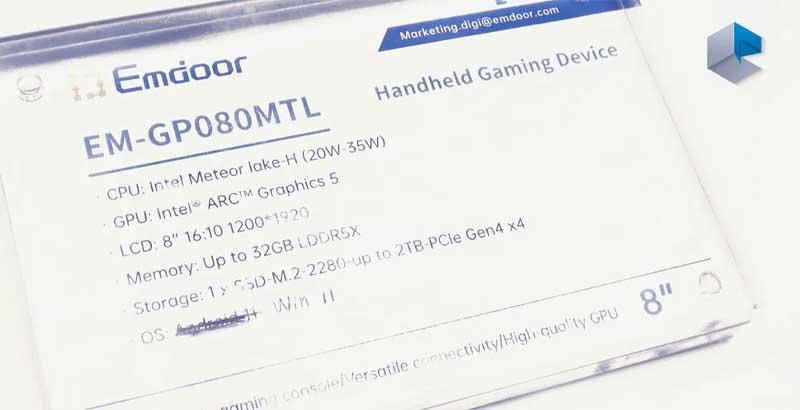 Marketing.digi@emdoor.com
Emdoor
Handheld Gaming Device
EM-GP080MTL
CPU: Intel Meteor lake-H (20W-35W)
GPU: Intel® ARC™ Graphics 5
LCD: 8" 16:10 1200*1920
Memory: Up to 32GB LDDR5X
Storage: 1 x SSD-M.2-2280-up to 2TB-PCIe Gen4 x4
OS: Win 11
8"
gaming console/Versatile connectivity/High-quality GPU